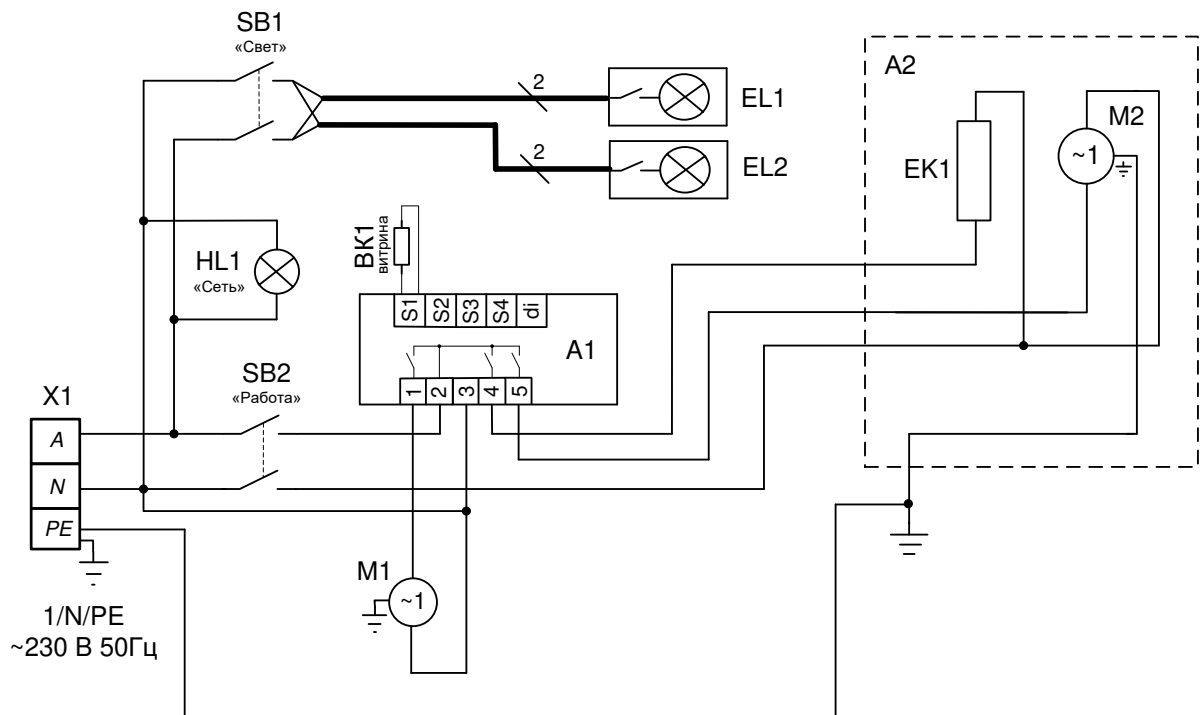 SB1
«Свет»
2
EL1
2
EL2
A2
M2
~1
EK1
HL1
«Сеть»
ВК1
витрина
S1 S2 S3 S4 di
A1
1 2 3 4 5
SB2
«Работа»
X1
A
N
PE
1/N/PE
~230 В 50Гц
M1
~1